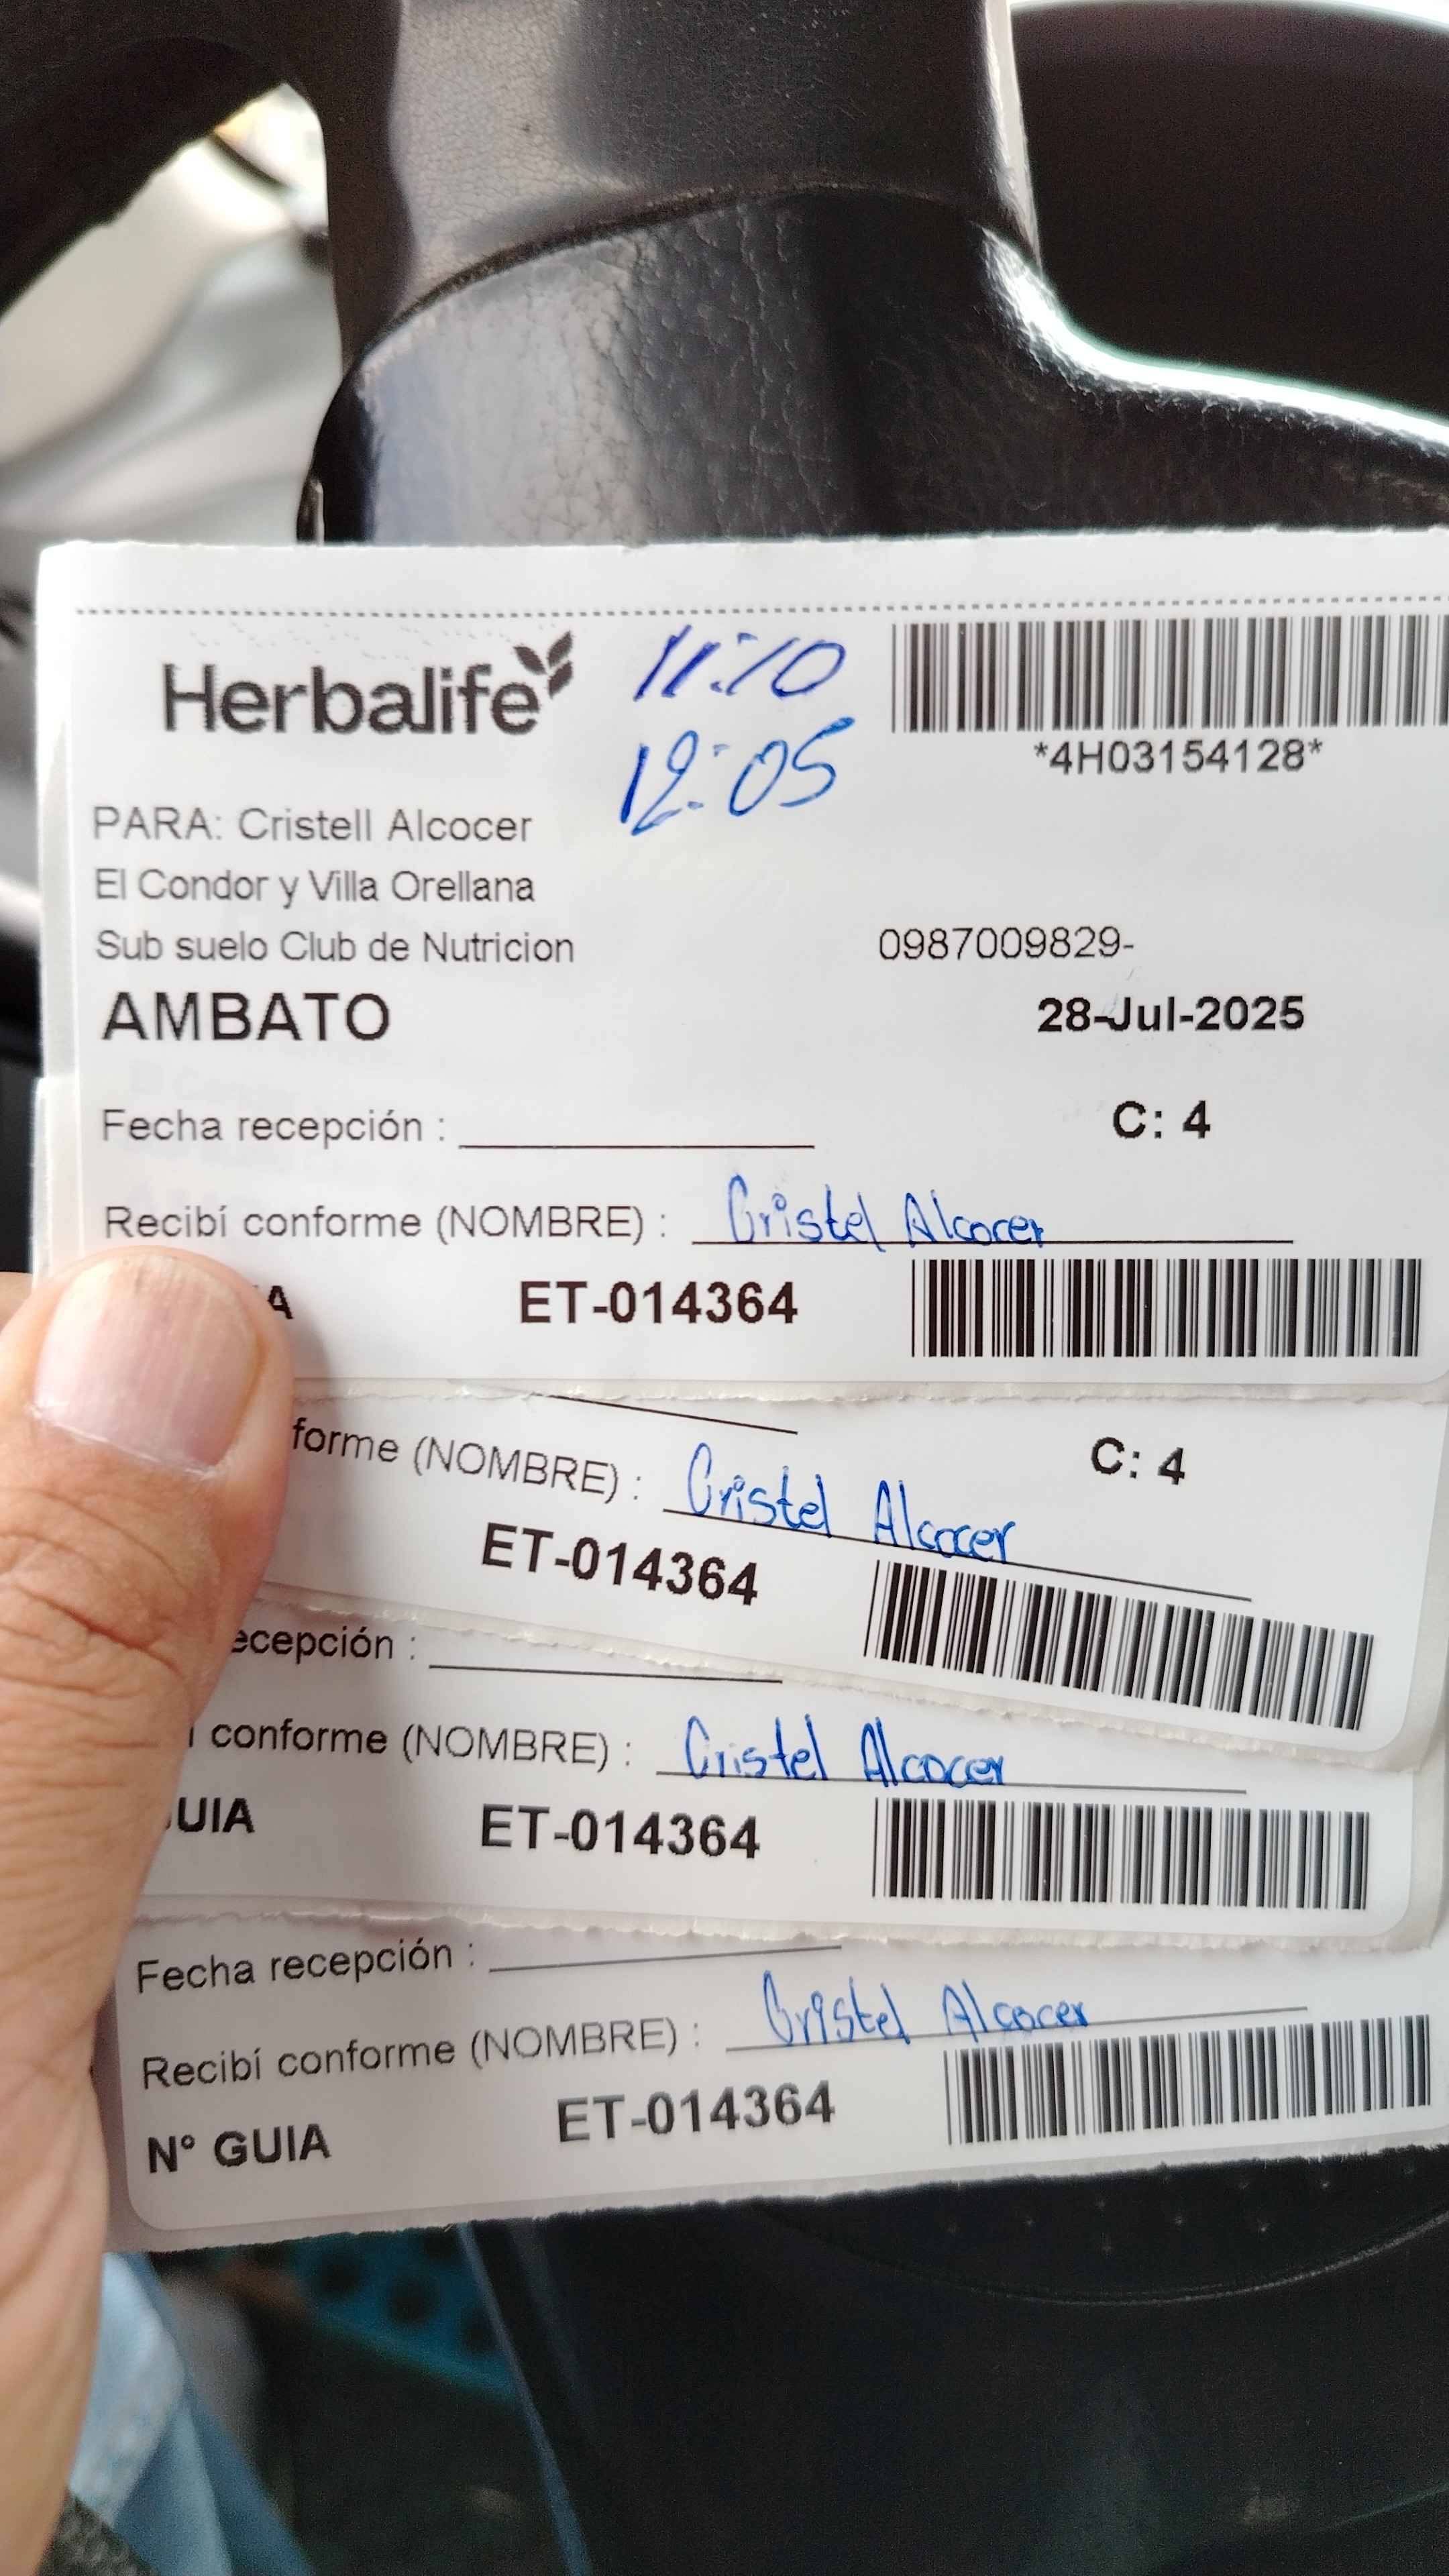 Herbalife
11:10
12:05
*4H03154128*
PARA: Cristell Alcocer
El Condor y Villa Orellana
Sub suelo Club de Nutricion
0987009829-
AMBATO
28-Jul-2025
Fecha recepción :
C: 4
Recibí conforme (NOMBRE) : Cristel Alcocer
A ET-014364
forme (NOMBRE) : Cristel Alcocer
C: 4
ET-014364
ecepción :
conforme (NOMBRE) : Cristel Alcocer
UIA ET-014364
Fecha recepción :
Recibí conforme (NOMBRE) : Cristel Alcocer
N° GUIA ET-014364